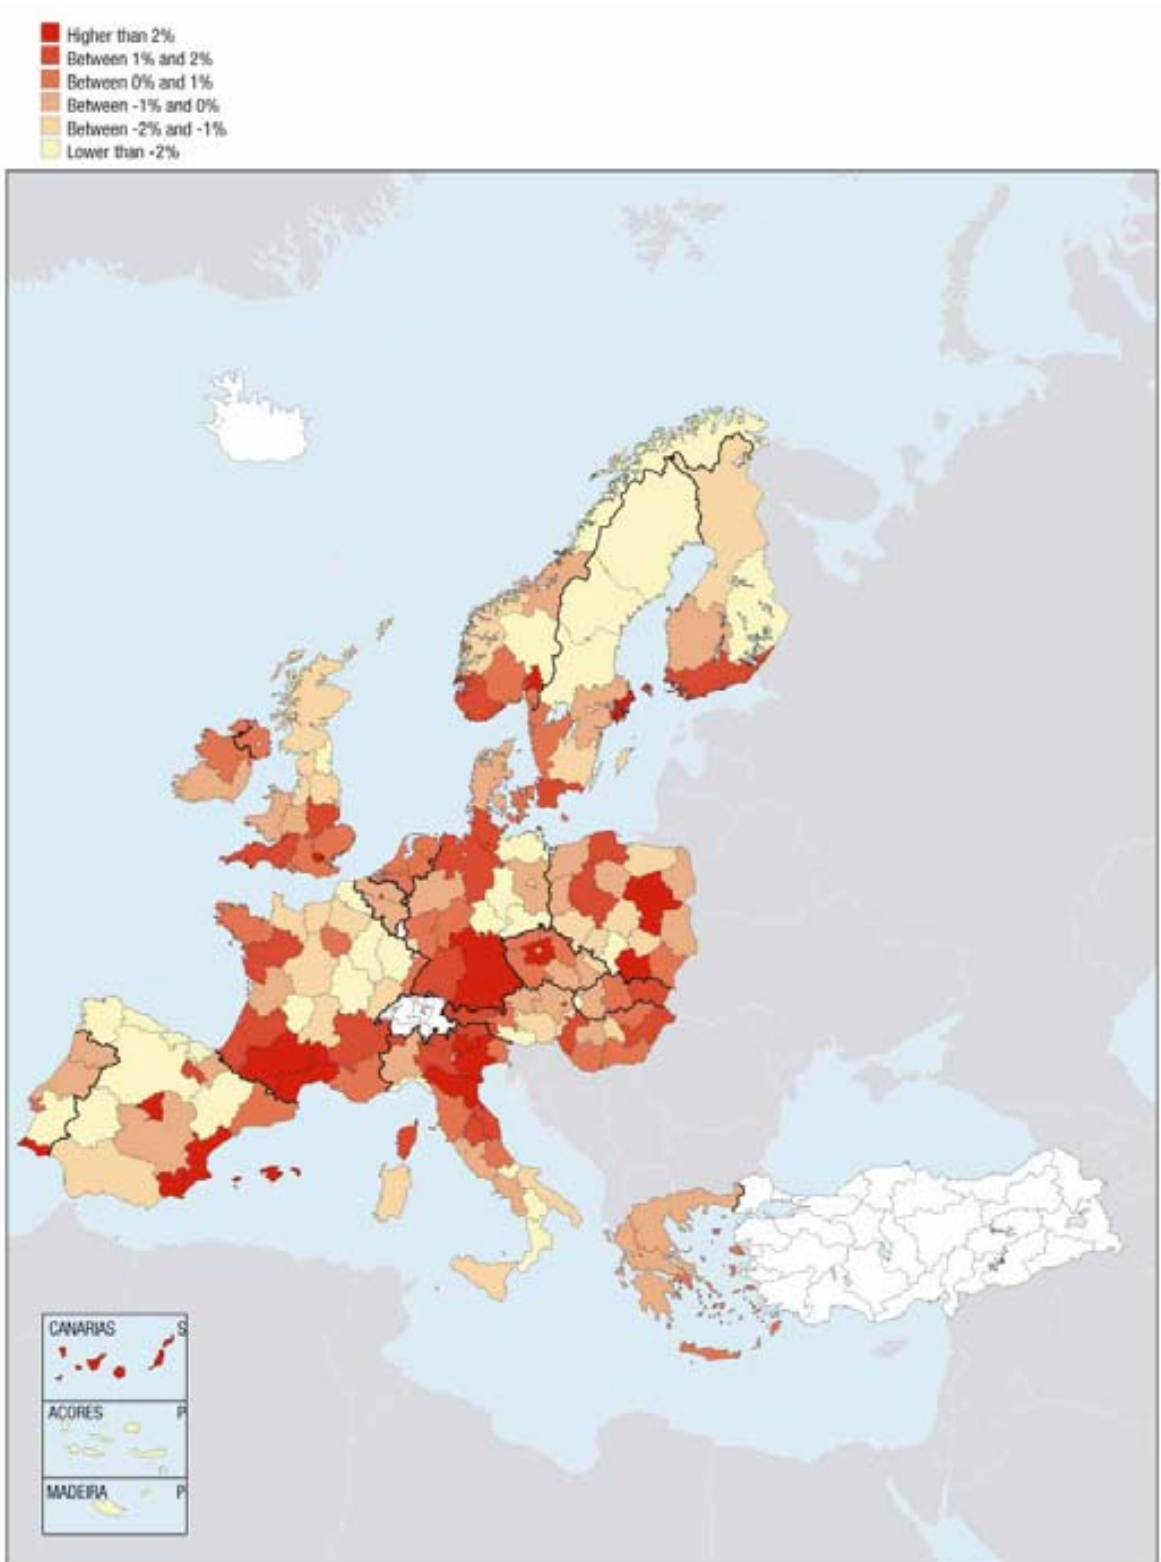 Higher than 2%
Between 1% and 2%
Between 0% and 1%
Between -1% and 0%
Between -2% and -1%
Lower than -2%
CANARIAS S
AÇORES P
MADEIRA P